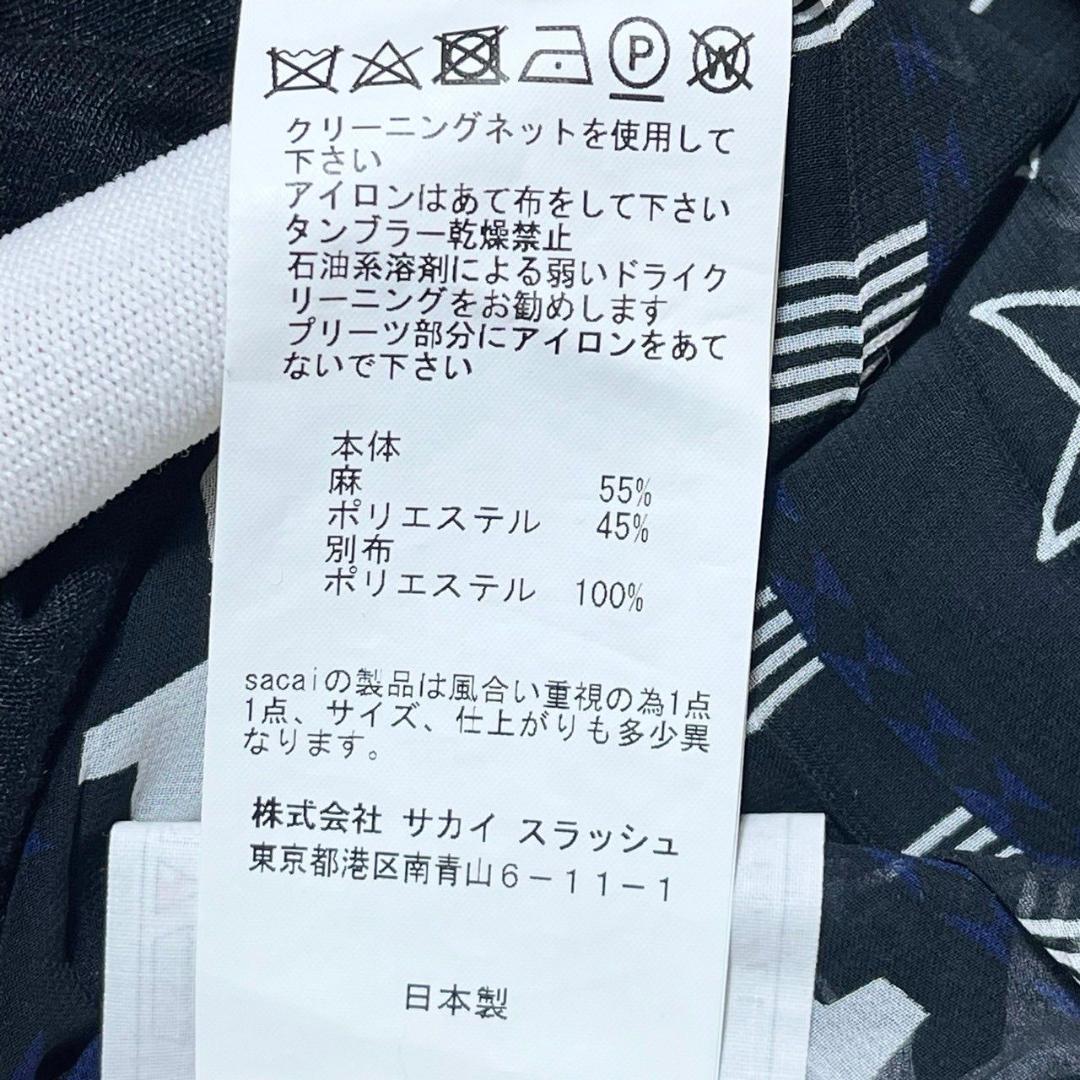 P W
クリーニングネットを使用して
下さい
アイロンはあて布をして下さい
タンブラー乾燥禁止
石油系溶剤による弱いドライク
リーニングをお勧めします
プリーツ部分にアイロンをあて
ないで下さい
本体
麻 55%
ポリエステル 45%
別布
ポリエステル 100%
sacaiの製品は風合い重視の為1点
1点、サイズ、仕上がりも多少異
なります。
株式会社 サカイ スラッシュ
東京都港区南青山6−11−1
日本製